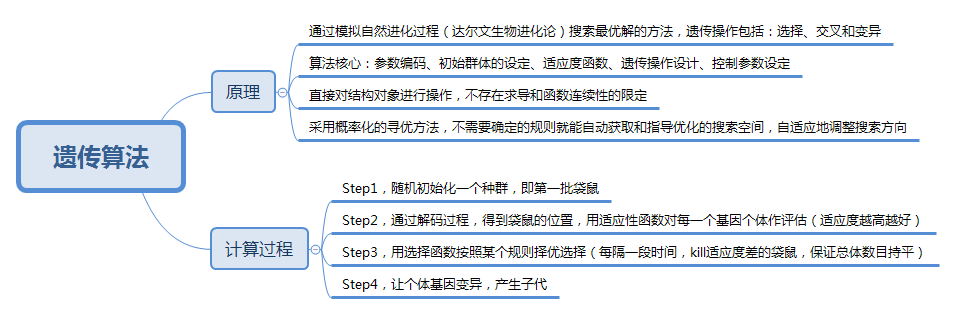 遗传算法
原理
通过模拟自然进化过程（达尔文生物进化论）搜索最优解的方法，遗传操作包括：选择、交叉和变异
算法核心：参数编码、初始群体的设定、适应度函数、遗传操作设计、控制参数设定
直接对结构对象进行操作，不存在求导和函数连续性的限定
采用概率化的寻优方法，不需要确定的规则就能自动获取和指导优化的搜索空间，自适应地调整搜索方向
计算过程
Step1，随机初始化一个种群，即第一批袋鼠
Step2，通过解码过程，得到袋鼠的位置，用适应性函数对每一个基因个体作评估（适应度越高越好）
Step3，用选择函数按照某个规则择优选择（每隔一段时间，kill适应度差的袋鼠，保证总体数目持平）
Step4，让个体基因变异，产生子代